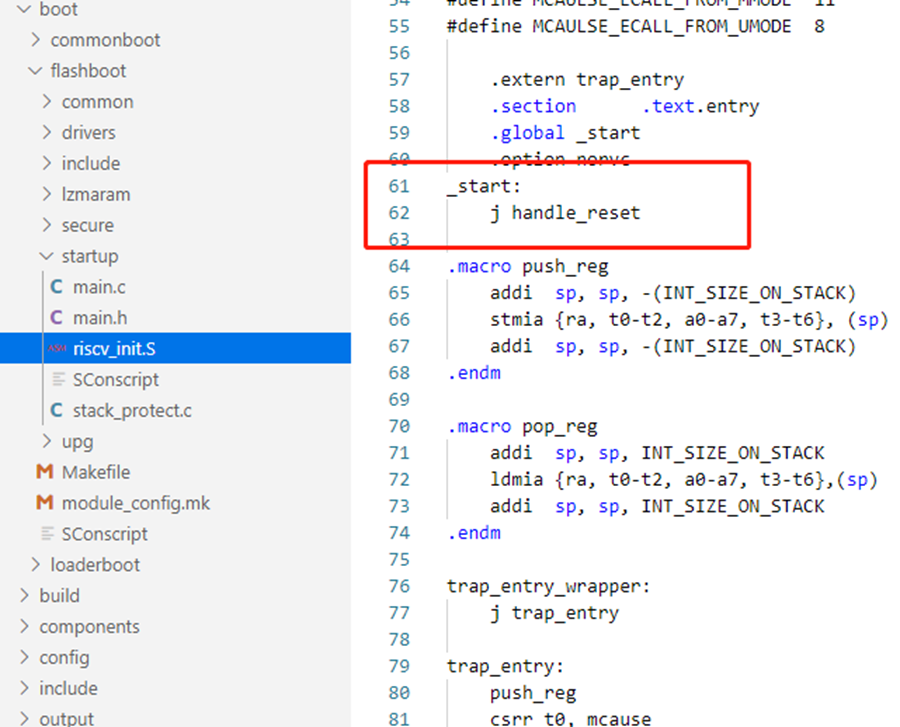 boot
commonboot
flashboot
common
drivers
include
lzmaram
secure
startup
C main.c
C main.h
ASM riscv_init.S
SConscript
C stack_protect.c
upg
M Makefile
M module_config.mk
SConscript
loaderboot
build
components
config
include
output
54 #define MCAULSE_ECALL_FROM_MMODE 11
55 #define MCAULSE_ECALL_FROM_UMODE 8
56
57 .extern trap_entry
58 .section .text.entry
59 .global _start
60 .option norvc
61 _start:
62 j handle_reset
63
64 .macro push_reg
65 addi sp, sp, -(INT_SIZE_ON_STACK)
66 stmia {ra, t0-t2, a0-a7, t3-t6}, (sp)
67 addi sp, sp, -(INT_SIZE_ON_STACK)
68 .endm
69
70 .macro pop_reg
71 addi sp, sp, INT_SIZE_ON_STACK
72 ldmia {ra, t0-t2, a0-a7, t3-t6},(sp)
73 addi sp, sp, INT_SIZE_ON_STACK
74 .endm
75
76 trap_entry_wrapper:
77 j trap_entry
78
79 trap_entry:
80 push_reg
81 csrr t0, mcause